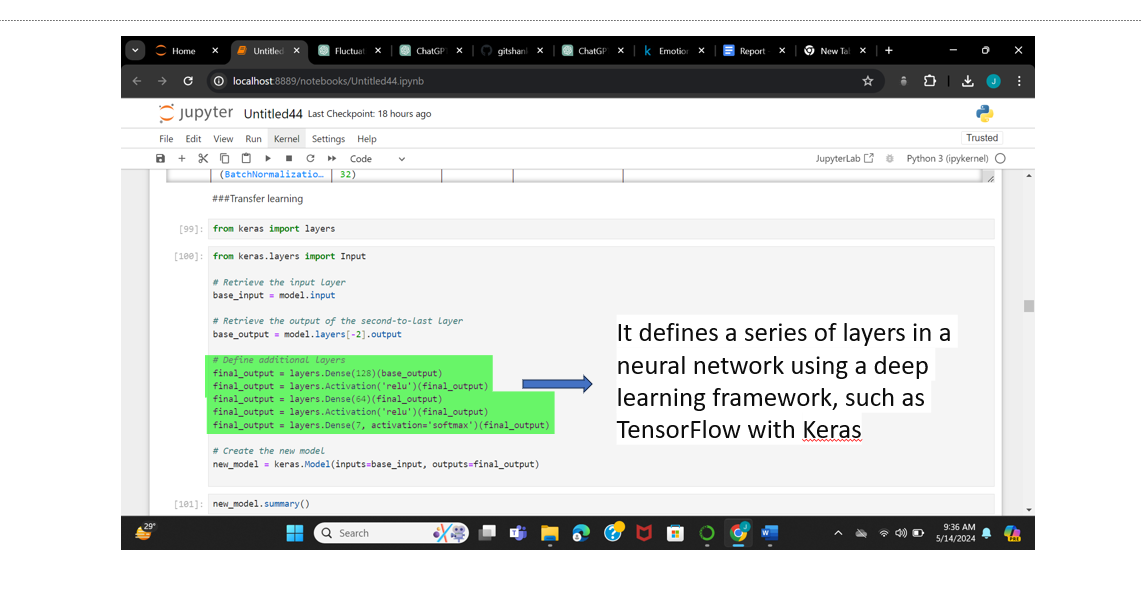 Home
Untitled
Fluctuat
ChatGP
gitshanl
ChatGP
Emotion
Report
New Tal
localhost:8889/notebooks/Untitled44.ipynb
J
jupyter Untitled44 Last Checkpoint: 18 hours ago
File Edit View Run Kernel Settings Help
Trusted
Code
JupyterLab
Python 3 (ipykernel)
(BatchNormalizatio… 32)
###Transfer learning
[99]: from keras import layers
[100]: from keras.layers import Input
# Retrieve the input layer
base_input = model.input
# Retrieve the output of the second-to-last layer
base_output = model.layers[-2].output
# Define additional layers
final_output = layers.Dense(128)(base_output)
final_output = layers.Activation('relu')(final_output)
final_output = layers.Dense(64)(final_output)
final_output = layers.Activation('relu')(final_output)
final_output = layers.Dense(7, activation='softmax')(final_output)
# Create the new model
new_model = keras.Model(inputs=base_input, outputs=final_output)
[101]: new_model.summary()
It defines a series of layers in a
neural network using a deep
learning framework, such as
TensorFlow with Keras
29°
Search
9:36 AM
5/14/2024